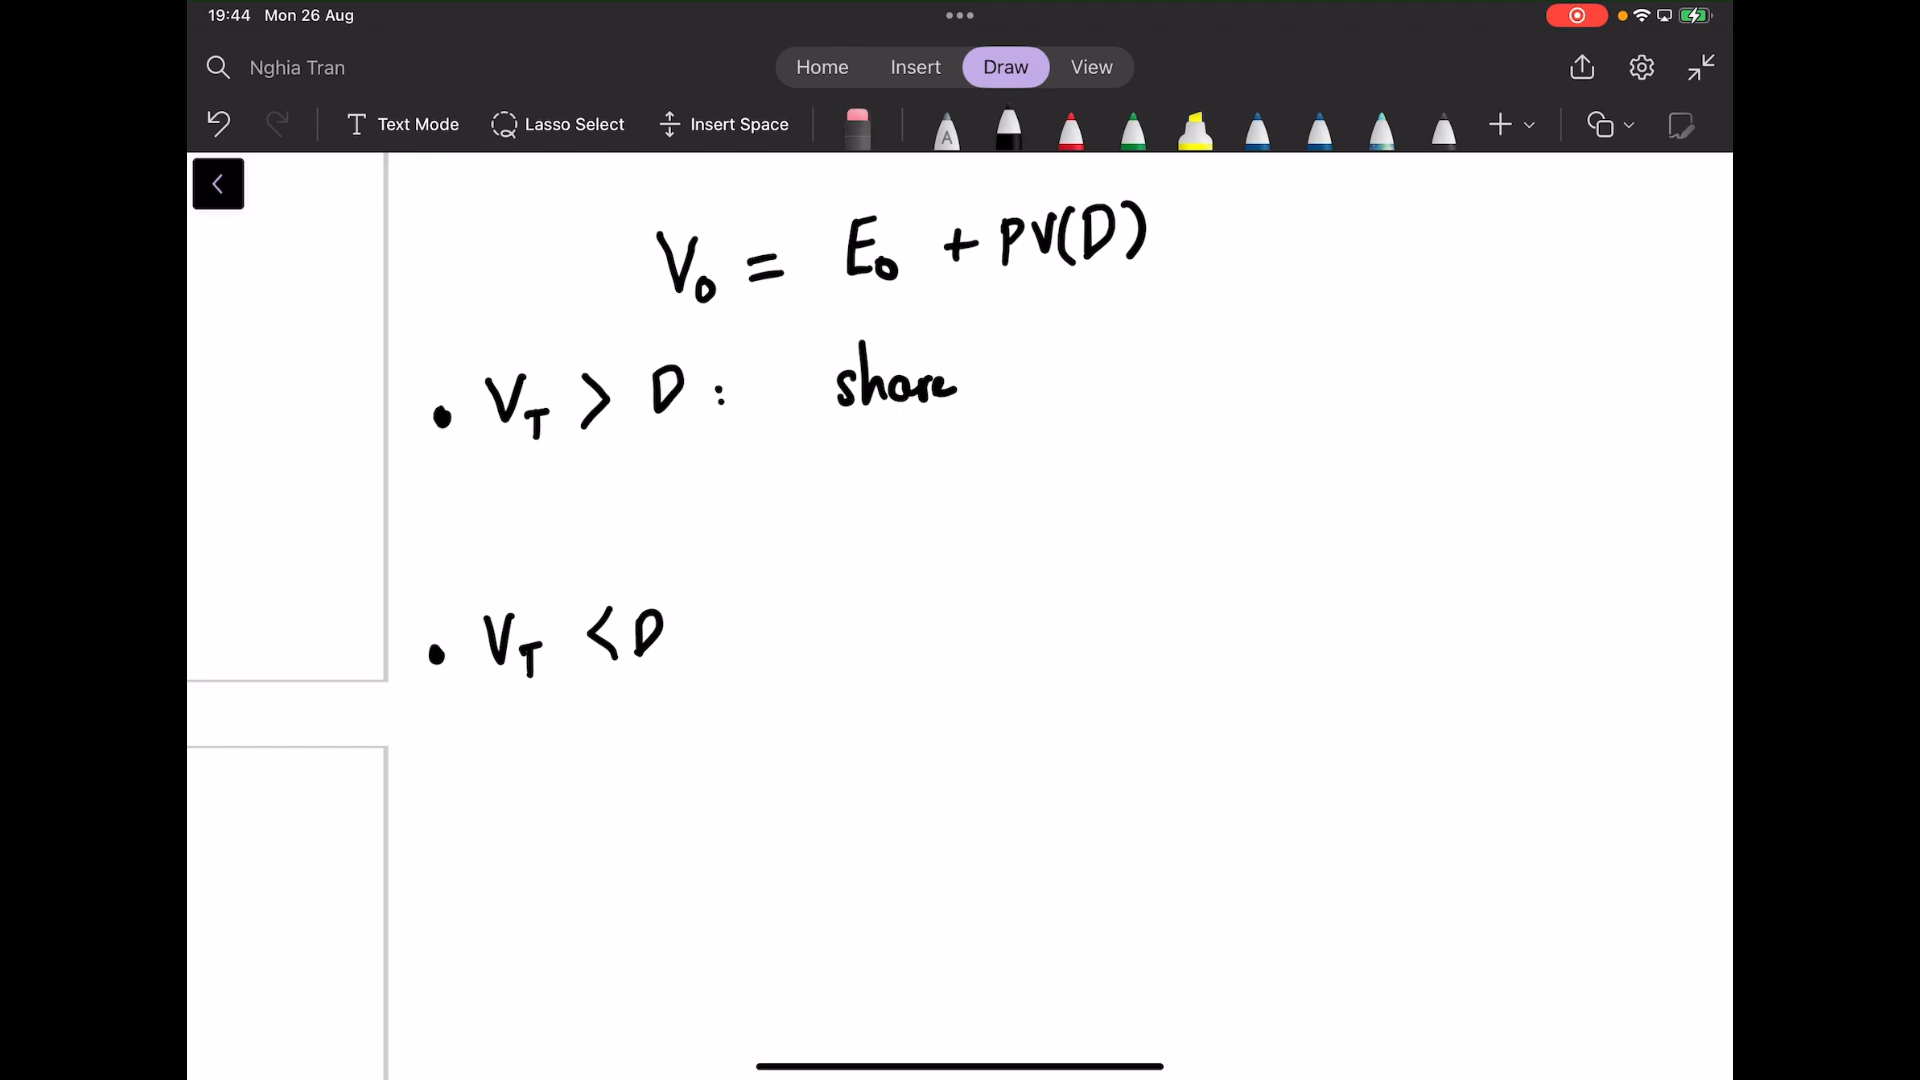 19:44 Mon 26 Aug
Nghia Tran Home Insert Draw View
T Text Mode Lasso Select Insert Space A
V₀ = E₀ + PV(D)
• V_T > D : share
• V_T < D